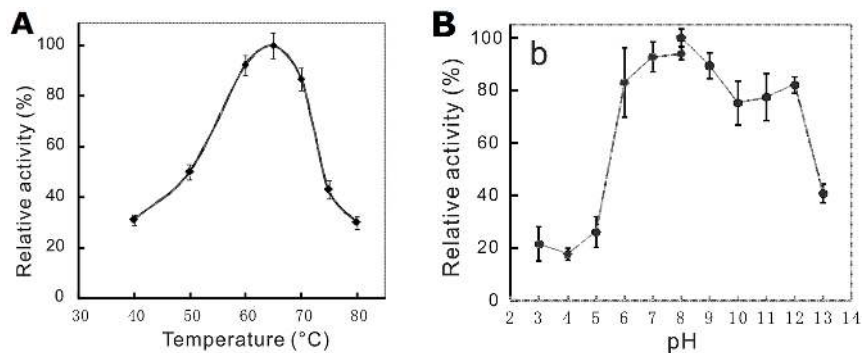 A
Relative activity (%)
100
80
60
40
20
0
30 40 50 60 70 80
Temperature (°C)
B
b
Relative activity (%)
100
80
60
40
20
0
2 3 4 5 6 7 8 9 10 11 12 13 14
pH